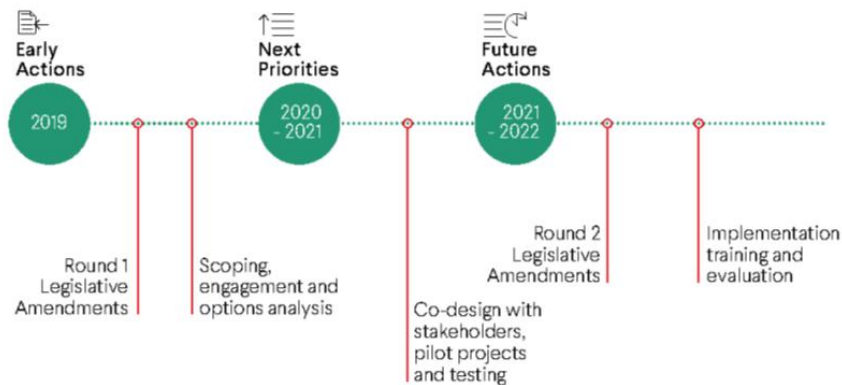 Early
Actions
2019
Round 1
Legislative
Amendments
Scoping,
engagement and
options analysis
Next
Priorities
2020
- 2021
Co-design with
stakeholders,
pilot projects
and testing
Future
Actions
2021
- 2022
Round 2
Legislative
Amendments
Implementation
training and
evaluation